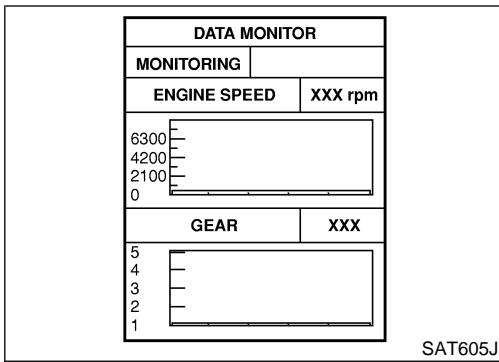 DATA MONITOR
MONITORING
ENGINE SPEED XXX rpm
6300
4200
2100
0
GEAR XXX
5
4
3
2
1
SAT605J